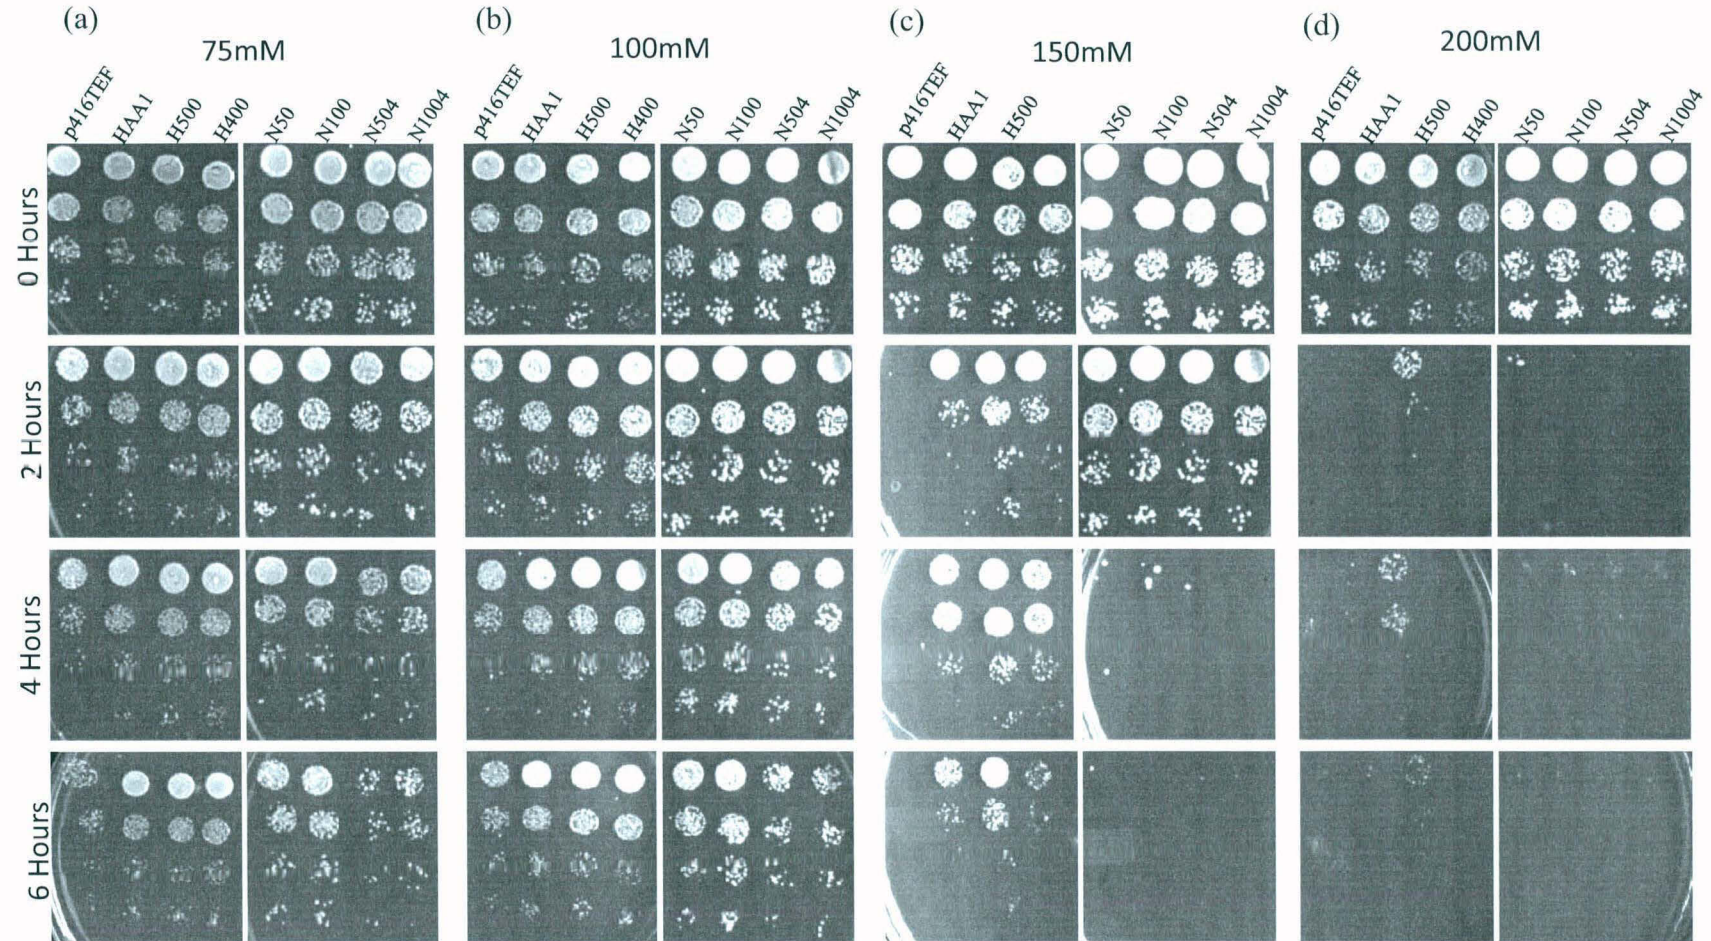 (a) (b) (c) (d)
75mM 100mM 150mM 200mM
p416TEF HAA1 H500 H400 N50 N100 N504 N1004 p416TEF HAA1 H500 H400 N50 N100 N504 N1004 p416TEF HAA1 H500 N50 N100 N504 N1004 p416TEF HAA1 H500 H400 N50 N100 N504 N1004
0 Hours
2 Hours
4 Hours
6 Hours